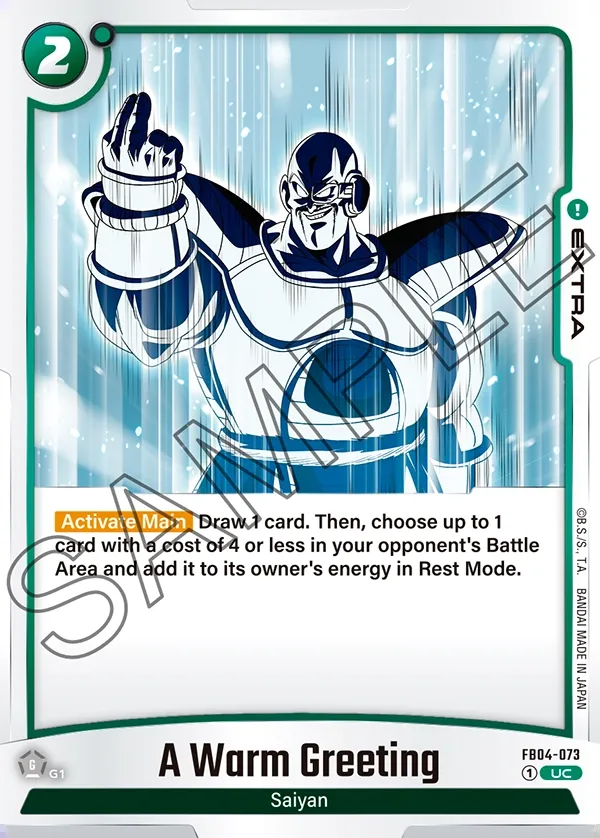 2
! EXTRA
SAMPLE
Activate Main Draw 1 card. Then, choose up to 1
card with a cost of 4 or less in your opponent's Battle
Area and add it to its owner's energy in Rest Mode.
©B.S./S., T.A. BANDAI MADE IN JAPAN
G G1
A Warm Greeting
FB04-073
1 UC
Saiyan